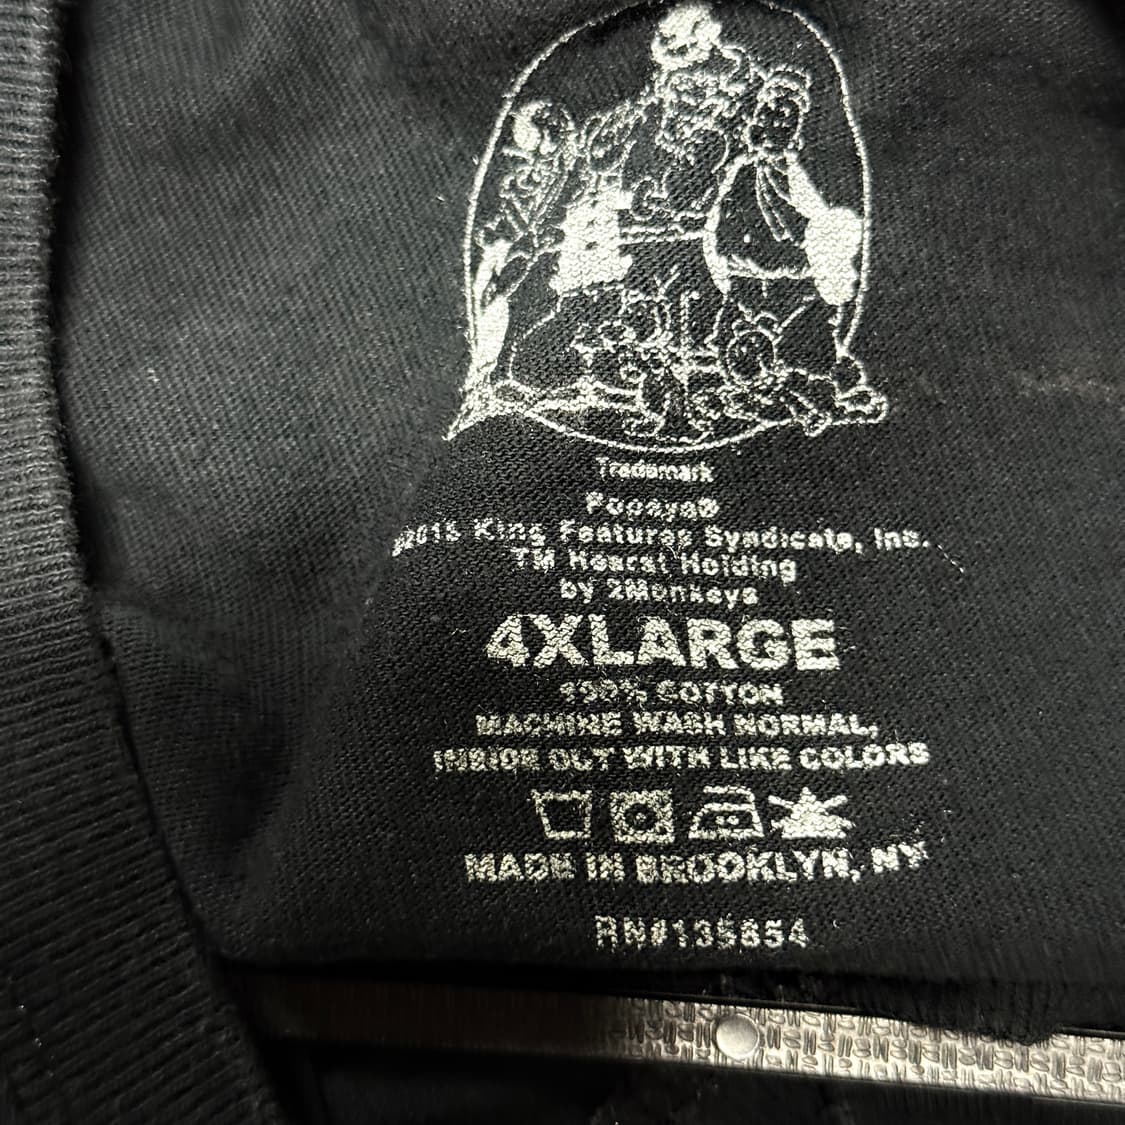 Trademark
Popeye®
©2015 King Features Syndicate, Inc.
TM Hearst Holding
by 2Monkeys
4XLARGE
100% COTTON
MACHINE WASH NORMAL,
INSIDE OUT WITH LIKE COLORS
MADE IN BROOKLYN, NY
RN#135854